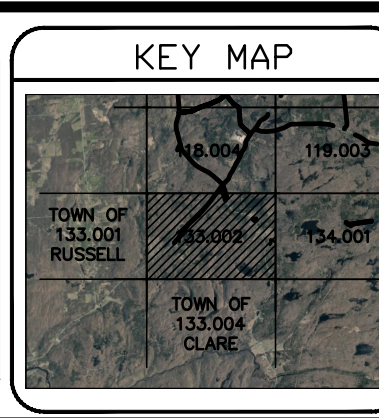 KEY MAP
118.004
119.003
TOWN OF
133.001
RUSSELL
133.002
134.001
TOWN OF
133.004
CLARE